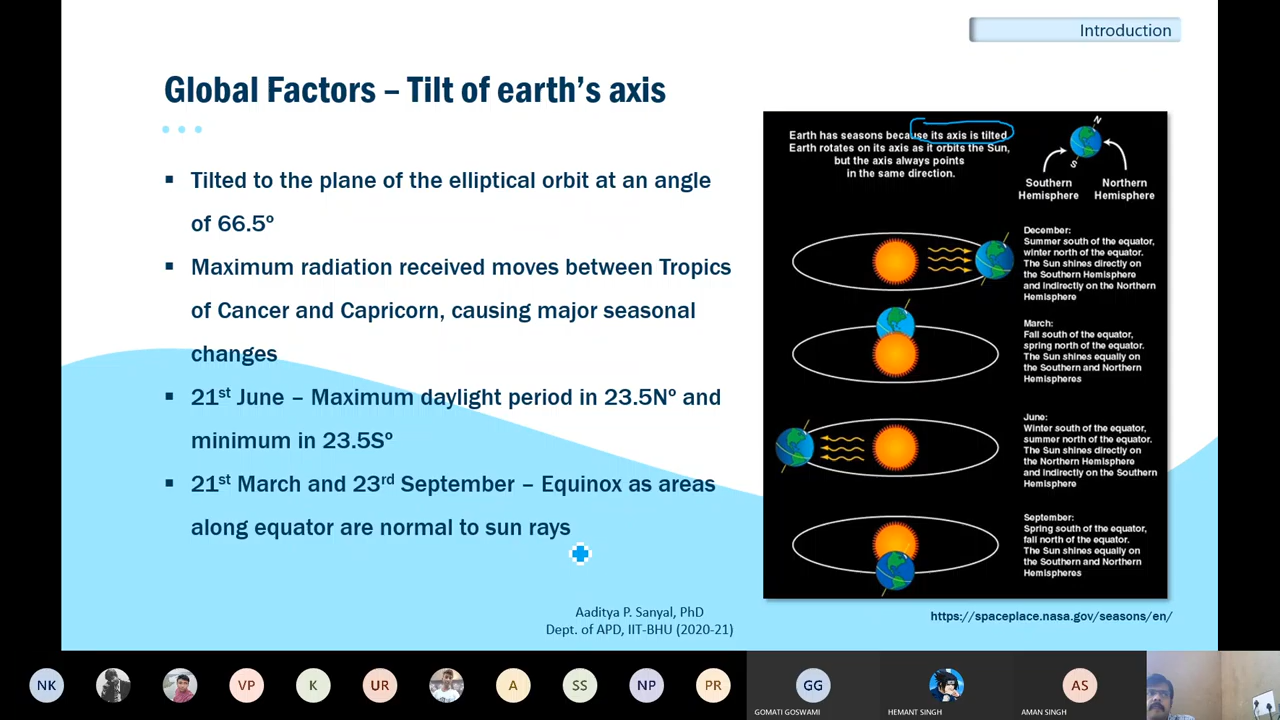 Introduction
Global Factors – Tilt of earth's axis
▪ Tilted to the plane of the elliptical orbit at an angle
of 66.5º
▪ Maximum radiation received moves between Tropics
of Cancer and Capricorn, causing major seasonal
changes
▪ 21st June – Maximum daylight period in 23.5Nº and
minimum in 23.5Sº
▪ 21st March and 23rd September – Equinox as areas
along equator are normal to sun rays
Earth has seasons because its axis is tilted.
Earth rotates on its axis as it orbits the Sun,
but the axis always points
in the same direction.
N
S
Southern
Hemisphere
Northern
Hemisphere
December:
Summer south of the equator,
winter north of the equator.
The Sun shines directly on
the Southern Hemisphere
and indirectly on the Northern
Hemisphere
March:
Fall south of the equator,
spring north of the equator.
The Sun shines equally on
the Southern and Northern
Hemispheres
June:
Winter south of the equator,
summer north of the equator.
The Sun shines directly on
the Northern Hemisphere
and indirectly on the Southern
Hemisphere
September:
Spring south of the equator,
fall north of the equator.
The Sun shines equally on
the Southern and Northern
Hemispheres
Aaditya P. Sanyal, PhD
Dept. of APD, IIT-BHU (2020-21)
https://spaceplace.nasa.gov/seasons/en/
NK
VP
K
UR
A
SS
NP
PR
GG
AS
GOMATI GOSWAMI
HEMANT SINGH
AMAN SINGH